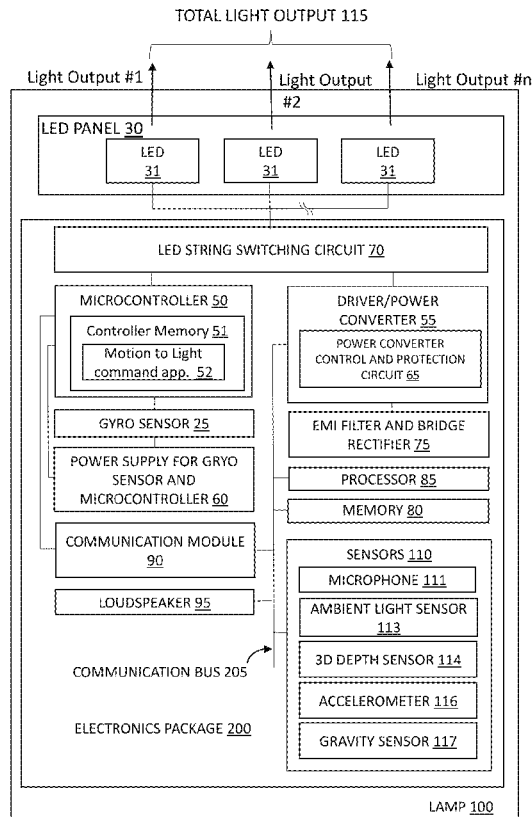 TOTAL LIGHT OUTPUT 115
Light Output #1
Light Output
#2
Light Output #n
LED PANEL 30
LED
31
LED
31
LED
31
LED STRING SWITCHING CIRCUIT 70
MICROCONTROLLER 50
Controller Memory 51
Motion to Light
command app. 52
GYRO SENSOR 25
POWER SUPPLY FOR GRYO
SENSOR AND
MICROCONTROLLER 60
COMMUNICATION MODULE
90
LOUDSPEAKER 95
COMMUNICATION BUS 205
ELECTRONICS PACKAGE 200
DRIVER/POWER
CONVERTER 55
POWER CONVERTER
CONTROL AND PROTECTION
CIRCUIT 65
EMI FILTER AND BRIDGE
RECTIFIER 75
PROCESSOR 85
MEMORY 80
SENSORS 110
MICROPHONE 111
AMBIENT LIGHT SENSOR
113
3D DEPTH SENSOR 114
ACCELEROMETER 116
GRAVITY SENSOR 117
LAMP 100